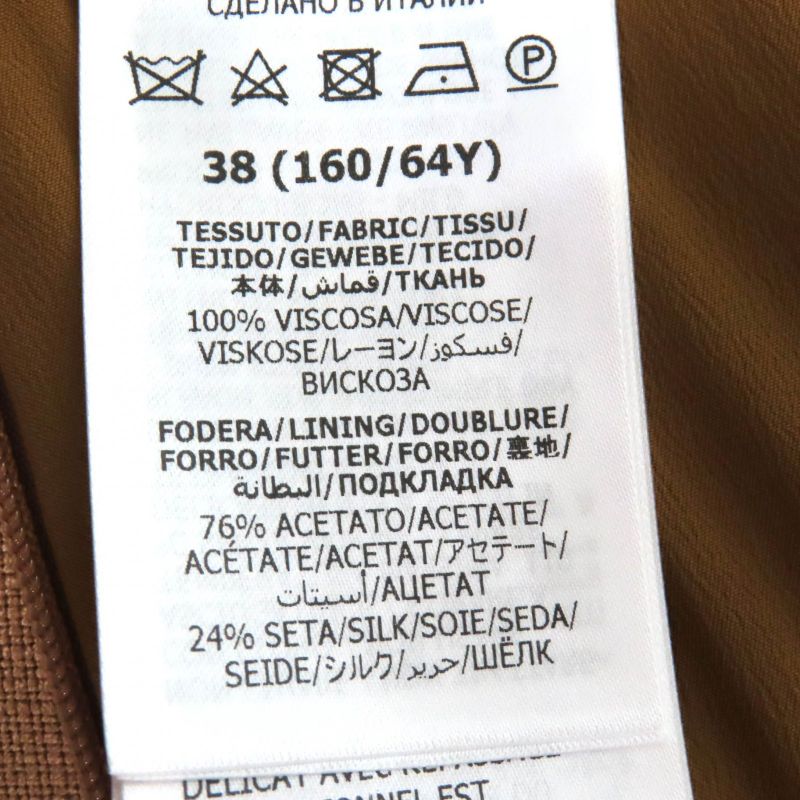 СДЕЛАНО В ИТАЛИИ
P
38 (160/64Y)
TESSUTO/FABRIC/TISSU/
TEJIDO/GEWEBE/TECIDO/
本体/قماش/ТКАНЬ
100% VISCOSA/VISCOSE/
VISKOSE/レーヨン/فسكوز/
ВИСКОЗА
FODERA/LINING/DOUBLURE/
FORRO/FUTTER/FORRO/裏地/
البطانة/ПОДКЛАДКА
76% ACETATO/ACETATE/
ACÉTATE/ACETAT/アセテート/
أسيتات/АЦЕТАТ
24% SETA/SILK/SOIE/SEDA/
SEIDE/シルク/حرير/ШЁЛК
DELICAT AVEC